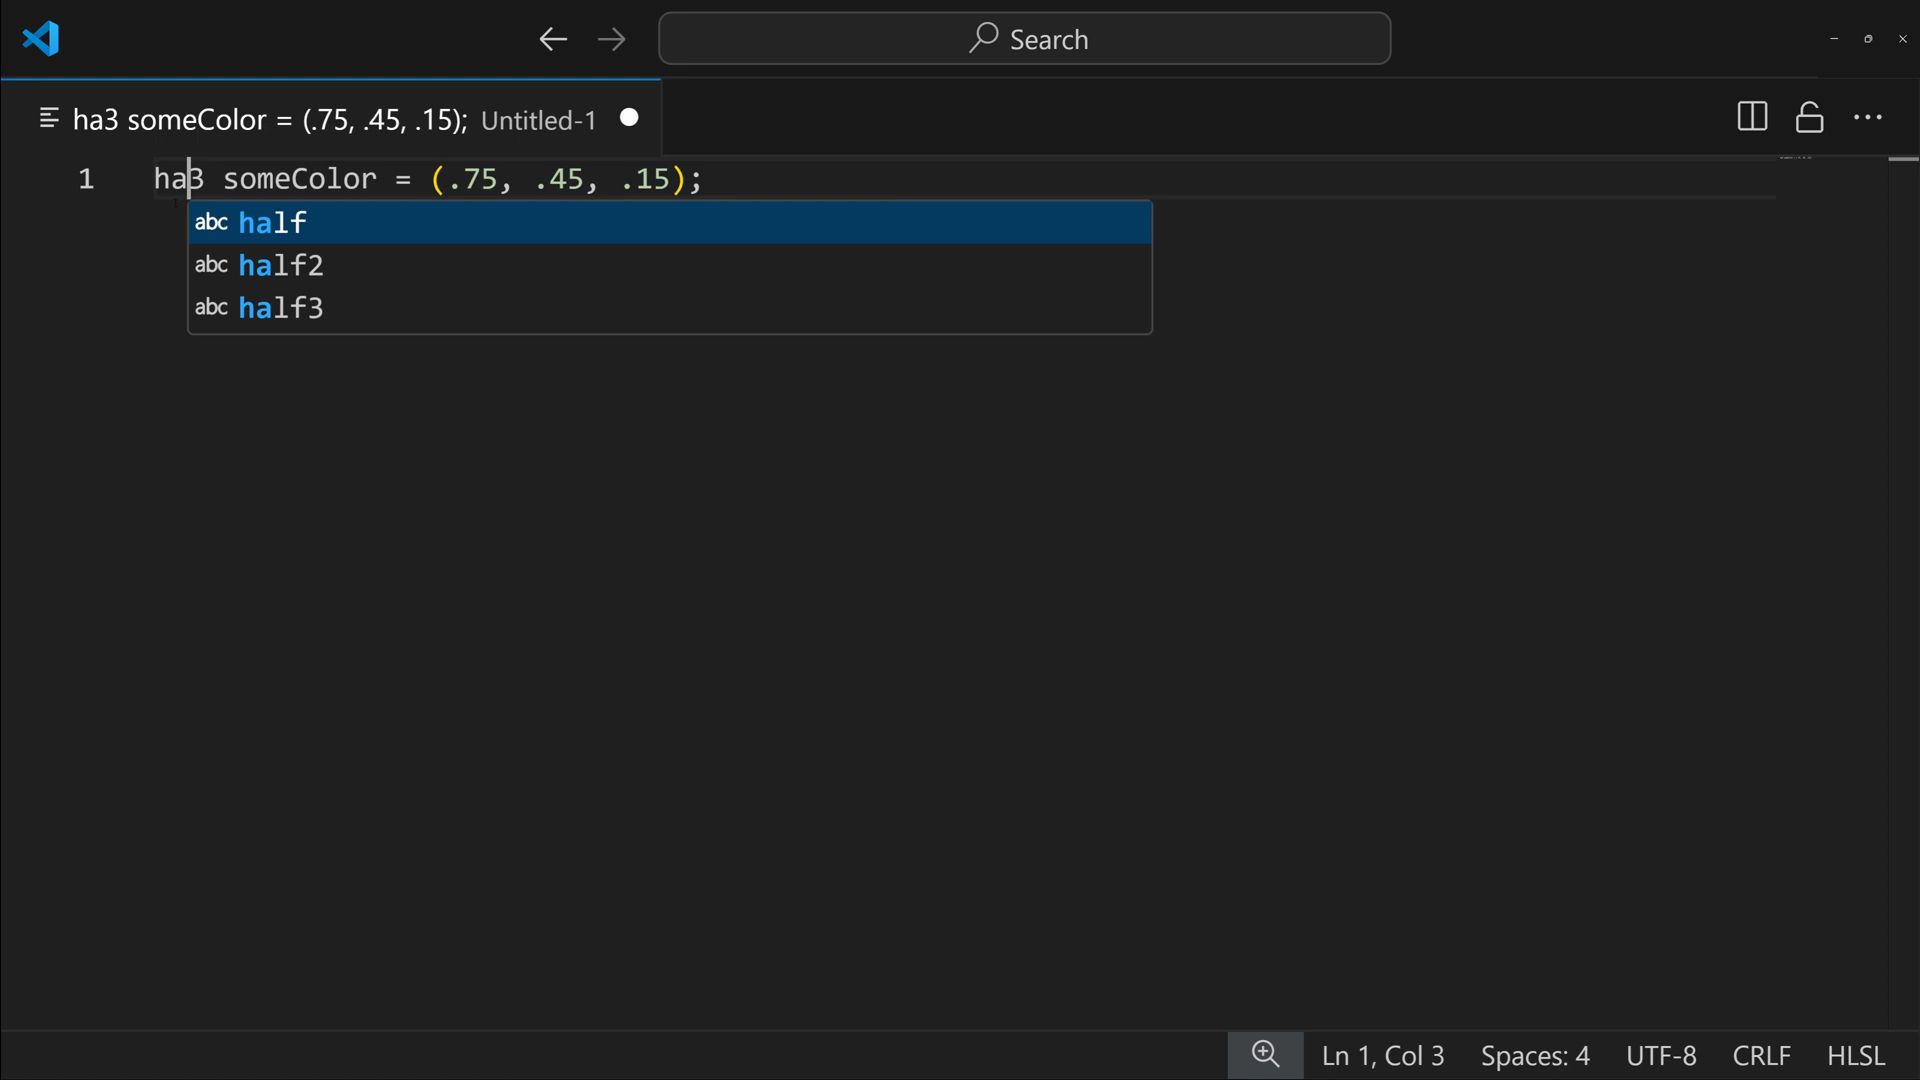 Search
ha3 someColor = (.75, .45, .15); Untitled-1
1 ha3 someColor = (.75, .45, .15);
abc half
abc half2
abc half3
Ln 1, Col 3 Spaces: 4 UTF-8 CRLF HLSL